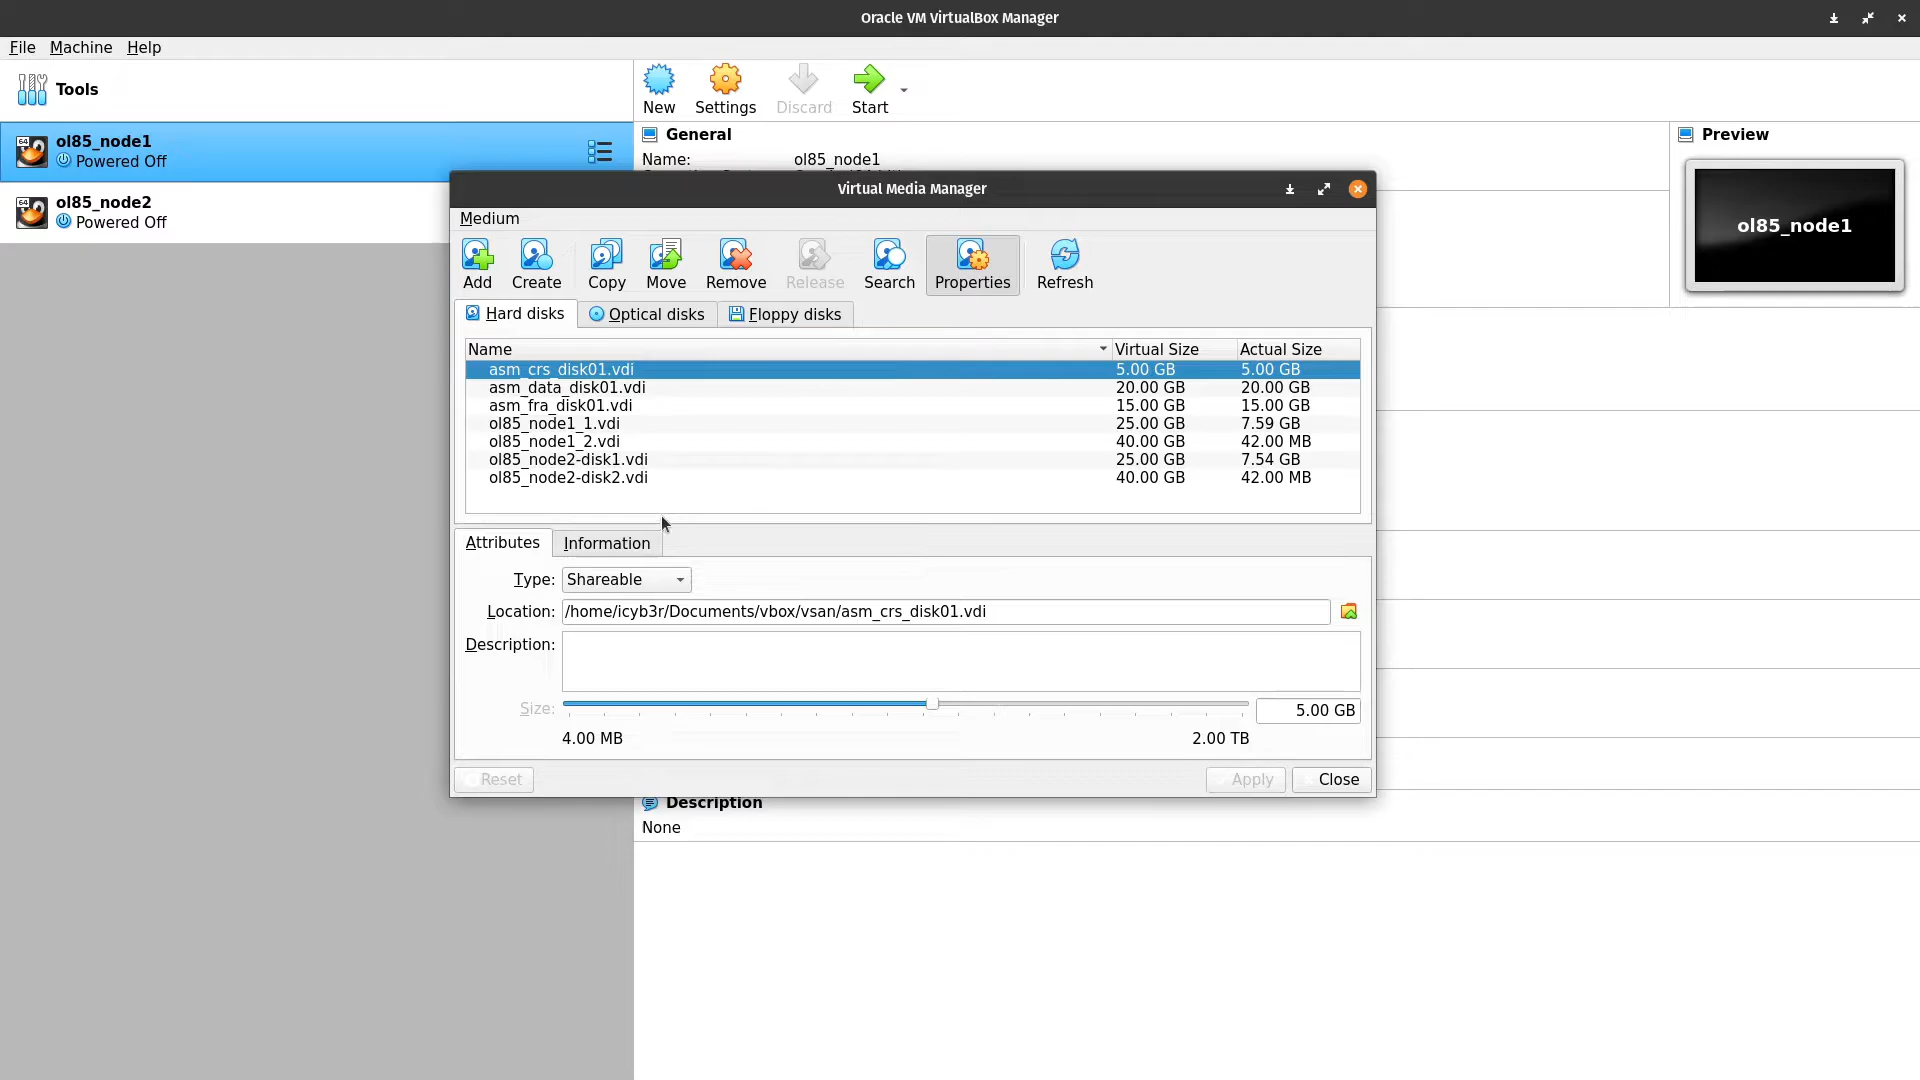 Oracle VM VirtualBox Manager
File Machine Help
Tools
New Settings Discard Start
ol85_node1
Powered Off
ol85_node2
Powered Off
General
Name: ol85_node1
Preview
ol85_node1
Virtual Media Manager
Medium
Add Create Copy Move Remove Release Search Properties Refresh
Hard disks Optical disks Floppy disks
Name Virtual Size Actual Size
asm_crs_disk01.vdi 5.00 GB 5.00 GB
asm_data_disk01.vdi 20.00 GB 20.00 GB
asm_fra_disk01.vdi 15.00 GB 15.00 GB
ol85_node1_1.vdi 25.00 GB 7.59 GB
ol85_node1_2.vdi 40.00 GB 42.00 MB
ol85_node2-disk1.vdi 25.00 GB 7.54 GB
ol85_node2-disk2.vdi 40.00 GB 42.00 MB
Attributes Information
Type: Shareable
Location: /home/icyb3r/Documents/vbox/vsan/asm_crs_disk01.vdi
Description:
Size: 5.00 GB
4.00 MB 2.00 TB
Reset Apply Close
Description
None